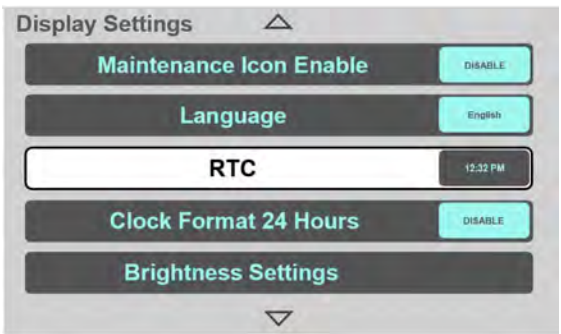 Display Settings
Maintenance Icon Enable DISABLE
Language English
RTC 12:32 PM
Clock Format 24 Hours DISABLE
Brightness Settings